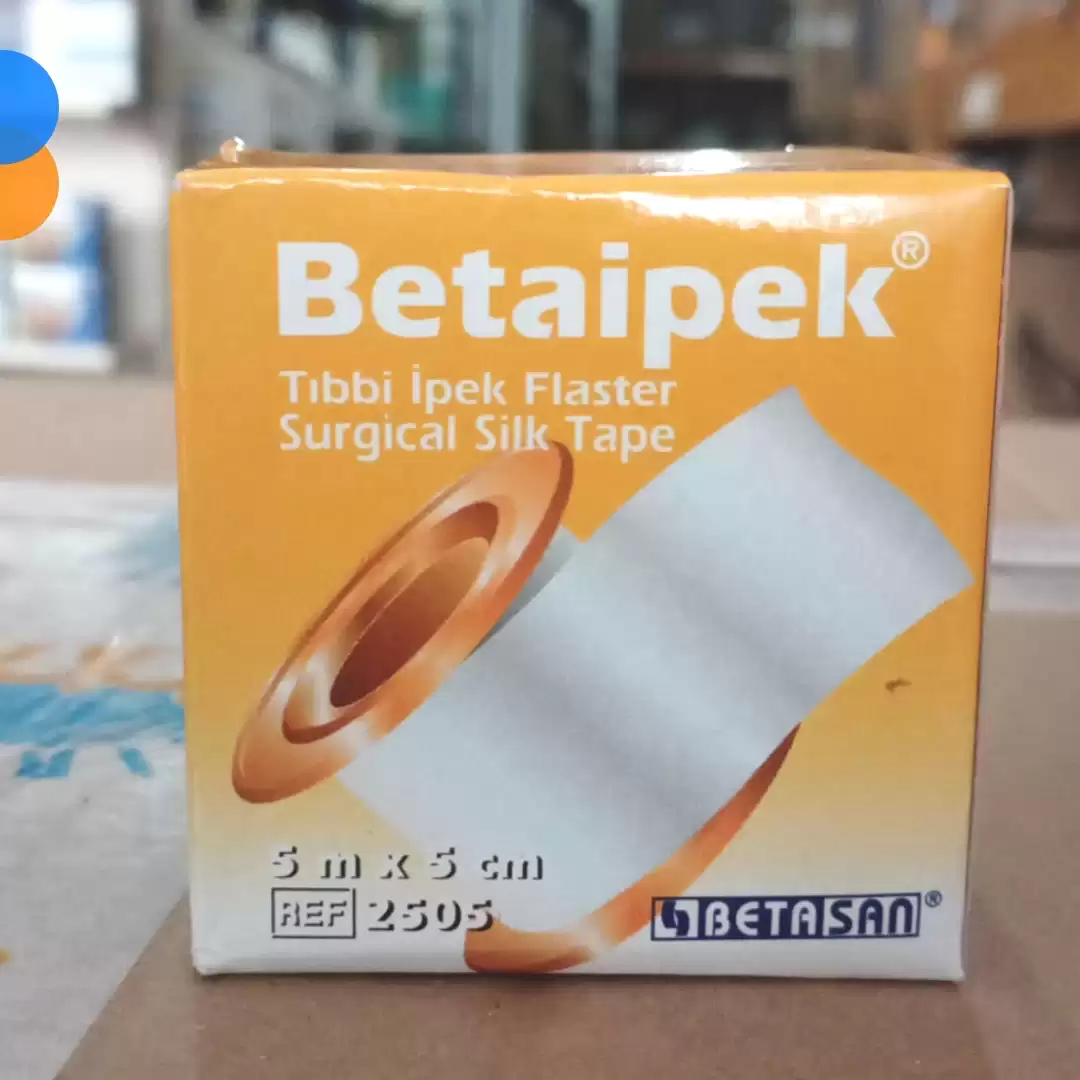 Betaipek®
Tıbbi İpek Flaster
Surgical Silk Tape
5 m x 5 cm
REF 2505
BETASAN®